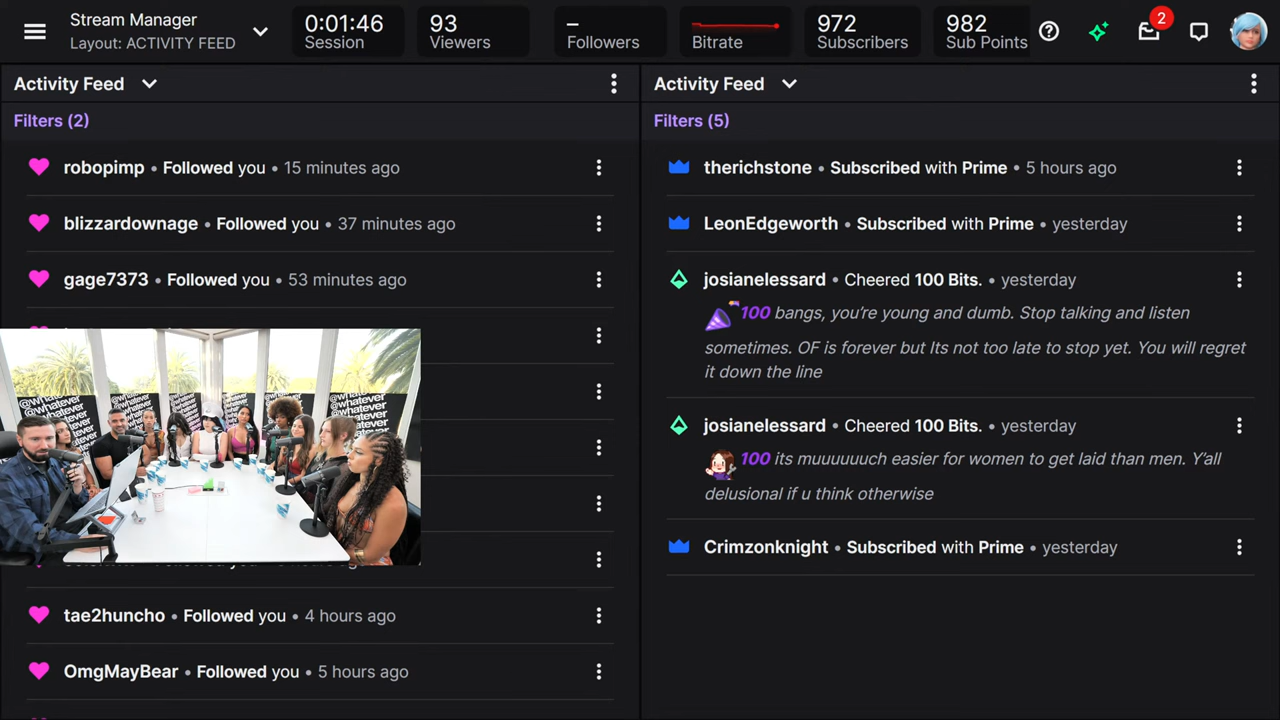 Stream Manager
Layout: ACTIVITY FEED
0:01:46
Session
93
Viewers
–
Followers
Bitrate
972
Subscribers
982
Sub Points
2
Activity Feed
Filters (2)
robopimp • Followed you • 15 minutes ago
blizzardownage • Followed you • 37 minutes ago
gage7373 • Followed you • 53 minutes ago
@whatever
whatever
whatever
whatever
tae2huncho • Followed you • 4 hours ago
OmgMayBear • Followed you • 5 hours ago
Activity Feed
Filters (5)
therichstone • Subscribed with Prime • 5 hours ago
LeonEdgeworth • Subscribed with Prime • yesterday
josianelessard • Cheered 100 Bits. • yesterday
100 bangs, you're young and dumb. Stop talking and listen
sometimes. OF is forever but Its not too late to stop yet. You will regret
it down the line
josianelessard • Cheered 100 Bits. • yesterday
100 its muuuuuuch easier for women to get laid than men. Y'all
delusional if u think otherwise
Crimzonknight • Subscribed with Prime • yesterday